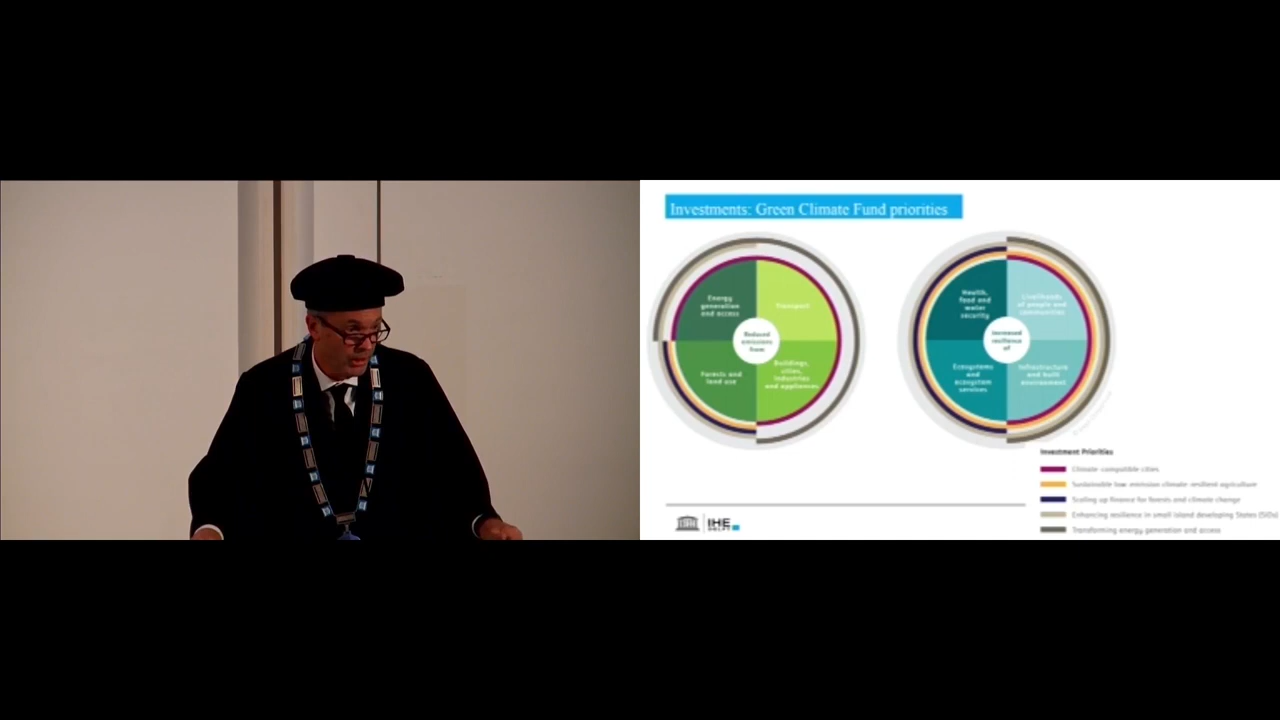 Investments: Green Climate Fund priorities
Energy
generation
and access
Transport
Reduced
emissions
from
Forests and
land use
Buildings,
cities,
industries
and appliances
Health,
food and
water
security
Livelihoods
of people and
communities
Increased
resilience
of
Ecosystems
and
ecosystem
services
Infrastructure
and built
environment
Investment Priorities
Climate-compatible cities
Sustainable low-emission climate-resilient agriculture
Scaling up finance for forests and climate change
Enhancing resilience in small island developing States (SIDS)
Transforming energy generation and access
IHE
DELFT